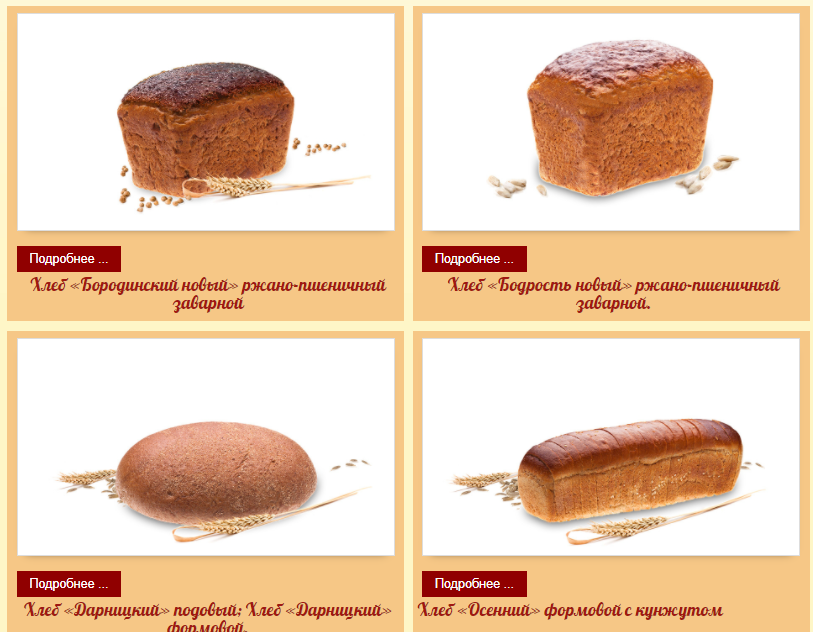 Подробнее ...
Хлеб «Бородинский новый» ржано-пшеничный
заварной
Подробнее ...
Хлеб «Бодрость новый» ржано-пшеничный
заварной.
Подробнее ...
Хлеб «Дарницкий» подовый; Хлеб «Дарницкий»
формовой.
Подробнее ...
Хлеб «Осенний» формовой с кунжутом